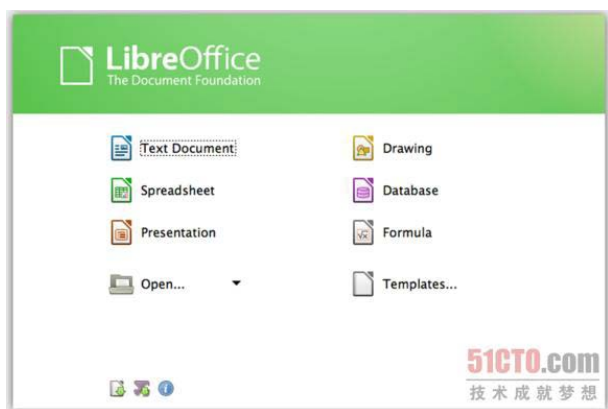 LibreOffice
The Document Foundation
Text Document
Drawing
Spreadsheet
Database
Presentation
Formula
Open...
Templates...
51CTO.com
技术成就梦想